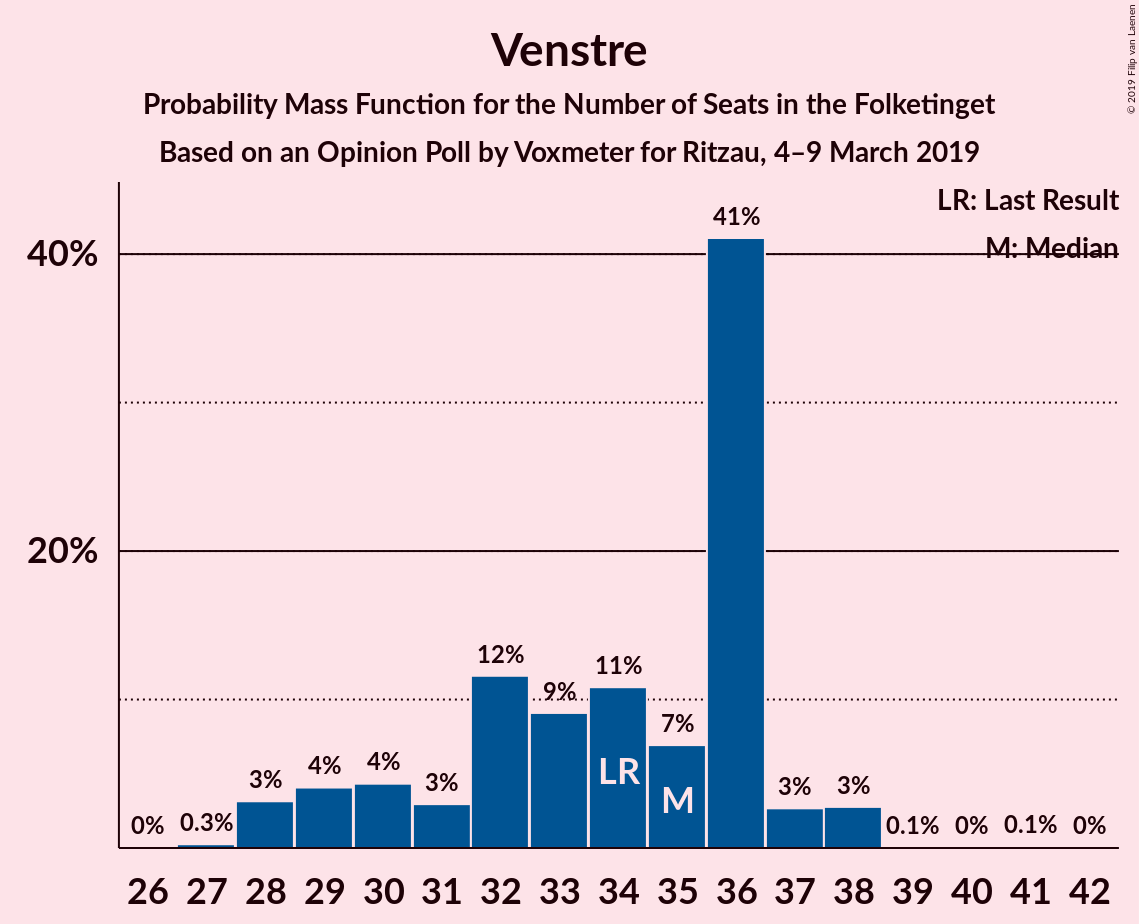 Venstre
Probability Mass Function for the Number of Seats in the Folketinget
Based on an Opinion Poll by Voxmeter for Ritzau, 4–9 March 2019
© 2019 Filip van Laenen
LR: Last Result
M: Median
40%
20%
0%
0.3%
3%
4%
4%
3%
12%
9%
11%
7%
41%
3%
3%
0.1%
0%
0.1%
0%
LR
M
26 27 28 29 30 31 32 33 34 35 36 37 38 39 40 41 42